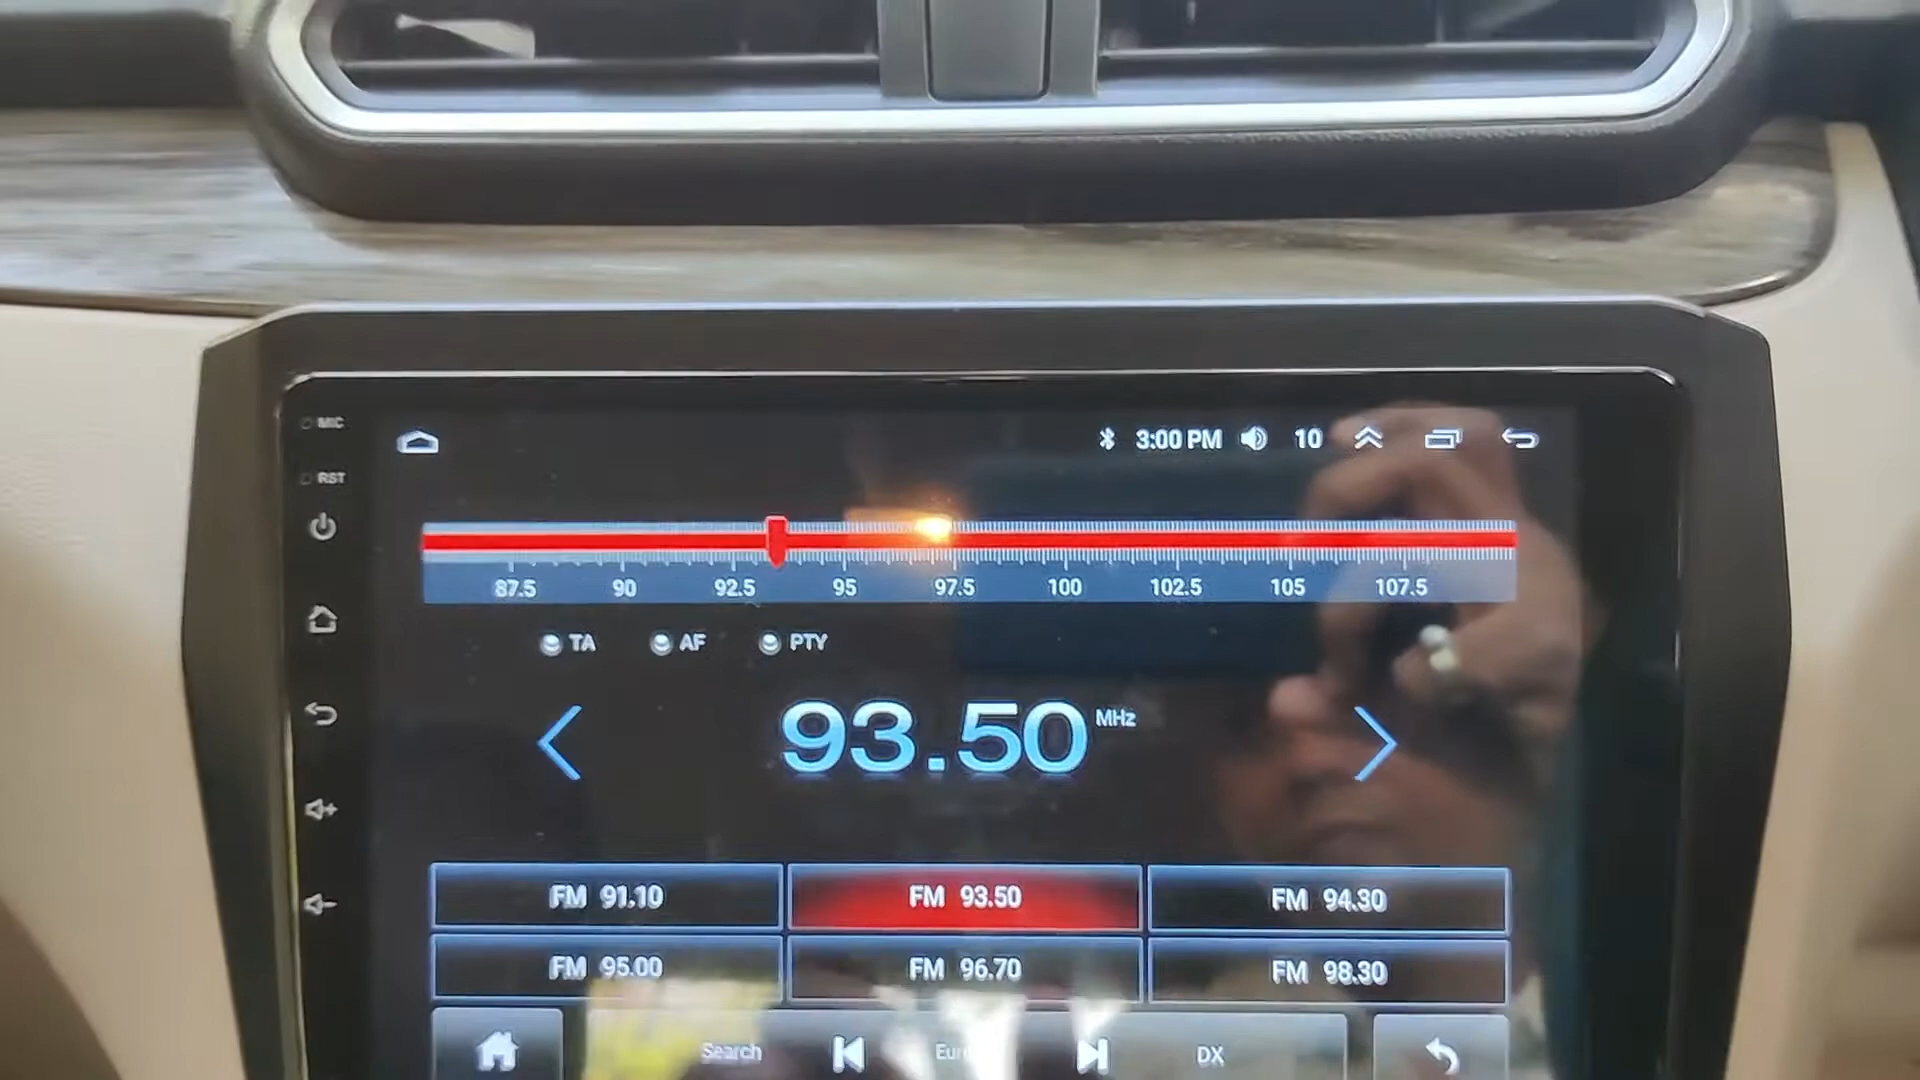 MIC
3:00 PM 10
RST
87.5 90 92.5 95 97.5 100 102.5 105 107.5
TA AF PTY
93.50 MHz
FM 91.10 FM 93.50 FM 94.30
FM 95.00 FM 96.70 FM 98.30
Search DX